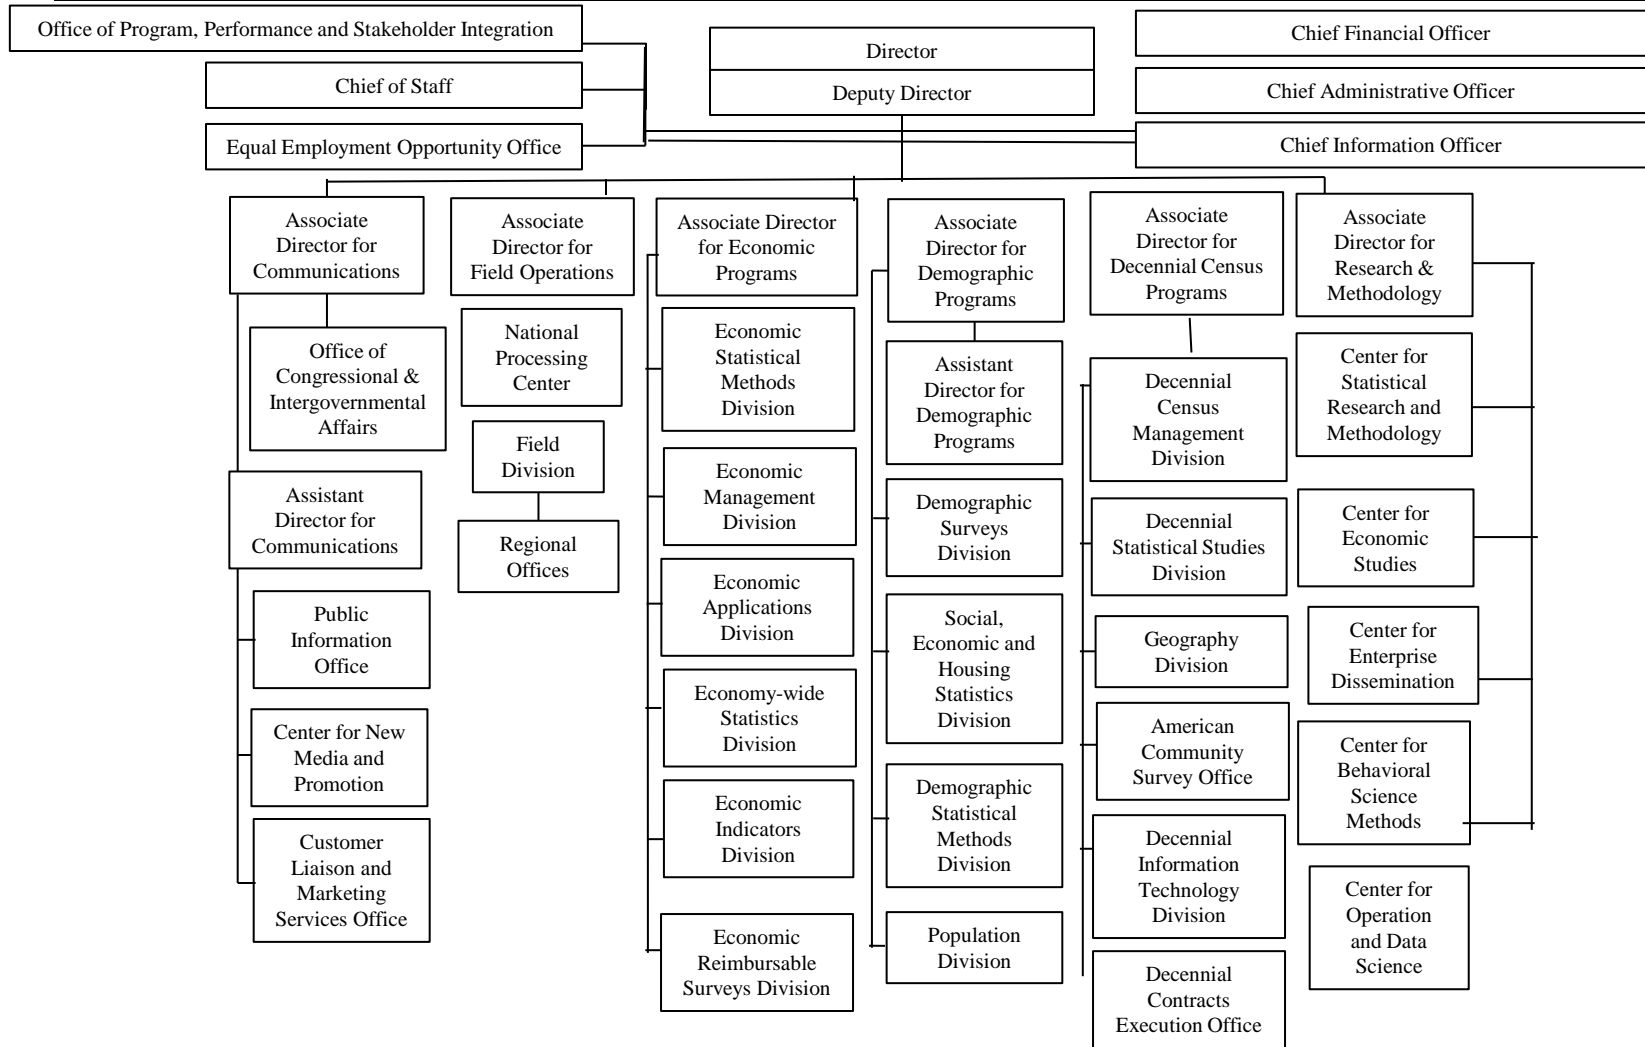 Office of Program, Performance and Stakeholder Integration
Chief of Staff
Equal Employment Opportunity Office
Director
Deputy Director
Chief Financial Officer
Chief Administrative Officer
Chief Information Officer
Associate
Director for
Communications
Office of
Congressional &
Intergovernmental
Affairs
Assistant
Director for
Communications
Public
Information
Office
Center for New
Media and
Promotion
Customer
Liaison and
Marketing
Services Office
Associate
Director for
Field Operations
National
Processing
Center
Field
Division
Regional
Offices
Associate Director
for Economic
Programs
Economic
Statistical
Methods
Division
Economic
Management
Division
Economic
Applications
Division
Economy-wide
Statistics
Division
Economic
Indicators
Division
Economic
Reimbursable
Surveys Division
Associate
Director for
Demographic
Programs
Assistant
Director for
Demographic
Programs
Demographic
Surveys
Division
Social,
Economic and
Housing
Statistics
Division
Demographic
Statistical
Methods
Division
Population
Division
Associate
Director for
Decennial Census
Programs
Decennial
Census
Management
Division
Decennial
Statistical Studies
Division
Geography
Division
American
Community
Survey Office
Decennial
Information
Technology
Division
Decennial
Contracts
Execution Office
Associate
Director for
Research &
Methodology
Center for
Statistical
Research and
Methodology
Center for
Economic
Studies
Center for
Enterprise
Dissemination
Center for
Behavioral
Science
Methods
Center for
Operation
and Data
Science